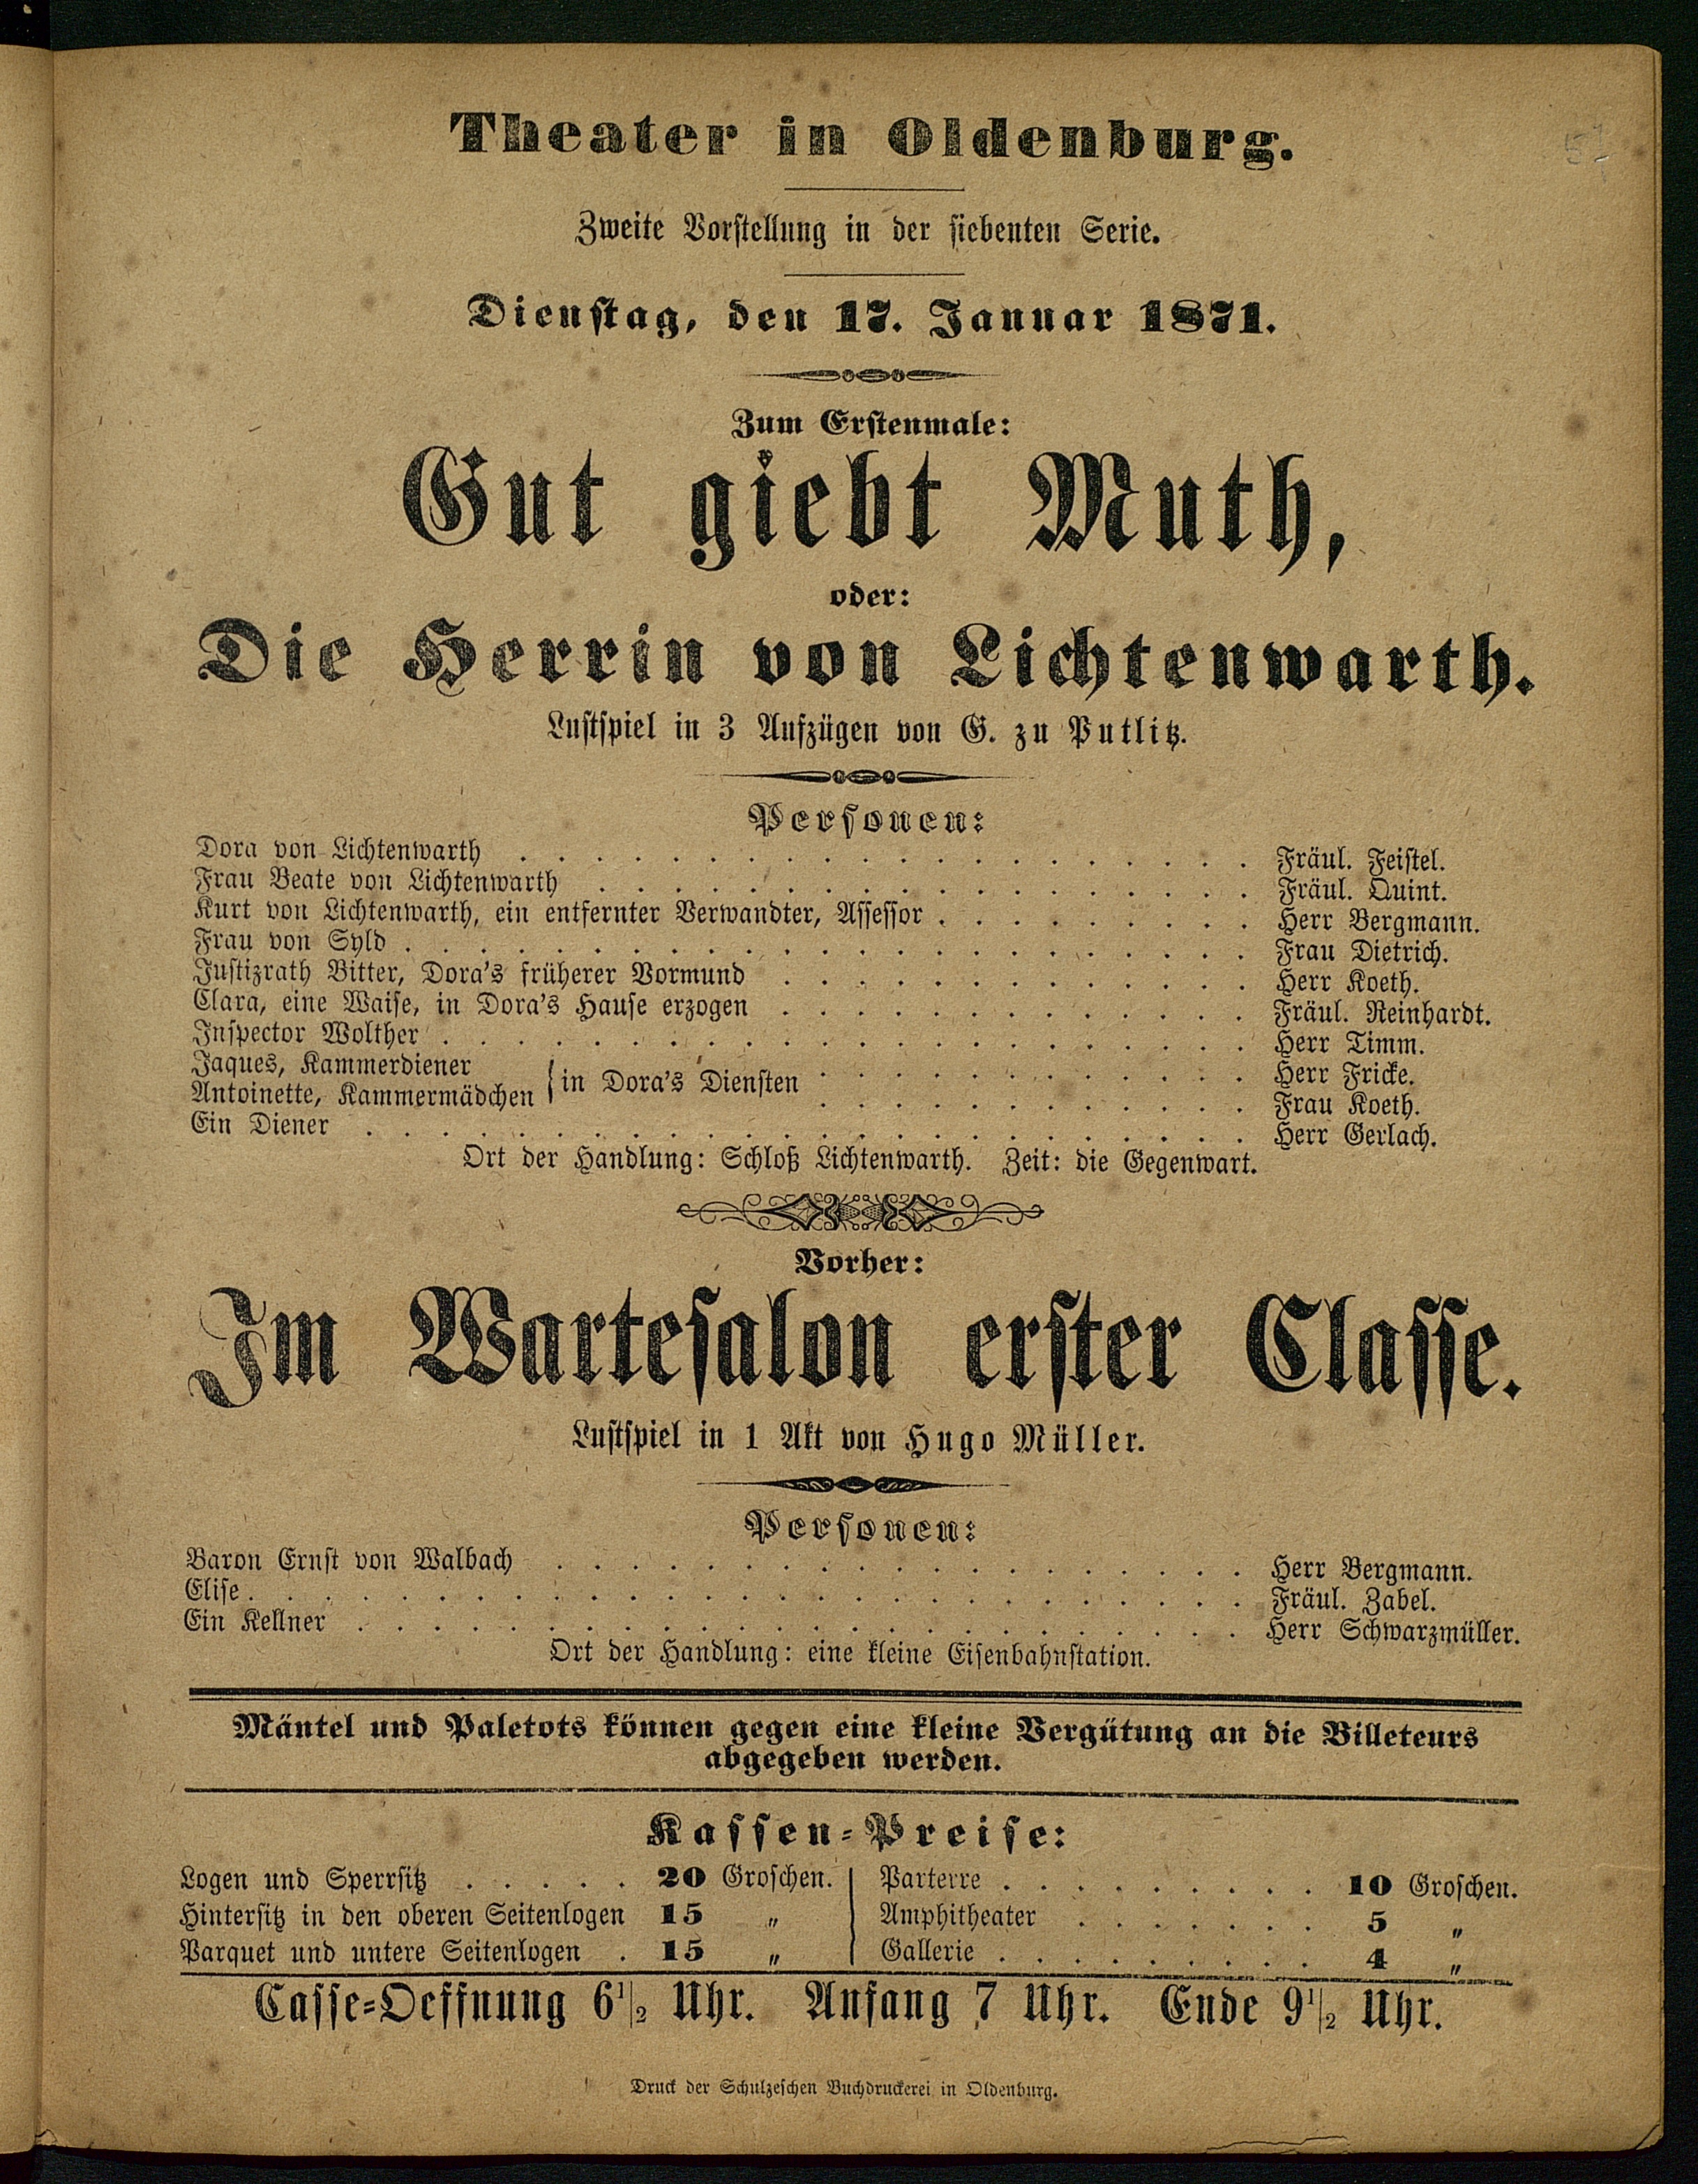 Theater in Oldenburg.
Zweite Vorstellung in der siebenten Serie.
Dienstag, den 17. Januar 1871.
Zum Erstenmale:
Gut giebt Muth,
oder:
Die Herrin von Lichtenwarth.
Lustspiel in 3 Aufzügen von G. zu Putlitz.
Personen:
Dora von Lichtenwarth . . . . . . . . . . . . . . . . . . . . Fräul. Feistel.
Frau Beate von Lichtenwarth . . . . . . . . . . . . . . . . . . Fräul. Quint.
Kurt von Lichtenwarth, ein entfernter Verwandter, Assessor . . . . . . . . . Herr Bergmann.
Frau von Syld . . . . . . . . . . . . . . . . . . . . . . . Frau Dietrich.
Justizrath Bitter, Dora's früherer Vormund . . . . . . . . . . . . . Herr Koeth.
Clara, eine Waise, in Dora's Hause erzogen . . . . . . . . . . . . . Fräul. Reinhardt.
Inspector Wolther . . . . . . . . . . . . . . . . . . . . . . Herr Timm.
Jaques, Kammerdiener } in Dora's Diensten . . . . . . . . . . . . Herr Fricke.
Antoinette, Kammermädchen . . . . . . . . . . . . Frau Koeth.
Ein Diener . . . . . . . . . . . . . . . . . . . . . . . . Herr Gerlach.
Ort der Handlung: Schloß Lichtenwarth. Zeit: die Gegenwart.
Vorher:
Im Wartesalon erster Classe.
Lustspiel in 1 Akt von Hugo Müller.
Personen:
Baron Ernst von Walbach . . . . . . . . . . . . . . . . . . . Herr Bergmann.
Elise . . . . . . . . . . . . . . . . . . . . . . . . . . . Fräul. Zabel.
Ein Kellner . . . . . . . . . . . . . . . . . . . . . . . . Herr Schwarzmüller.
Ort der Handlung: eine kleine Eisenbahnstation.
Mäntel und Paletots können gegen eine kleine Vergütung an die Billeteurs
abgegeben werden.
Kassen-Preise:
Logen und Sperrsitz . . . . . 20 Groschen. | Parterre . . . . . . . . . 10 Groschen.
Hintersitz in den oberen Seitenlogen 15 " | Amphitheater . . . . . . . 5 "
Parquet und untere Seitenlogen . 15 " | Gallerie . . . . . . . . . 4 "
Casse-Oeffnung 6 1/2 Uhr. Anfang 7 Uhr. Ende 9 1/2 Uhr.
Druck der Schulzeschen Buchdruckerei in Oldenburg.